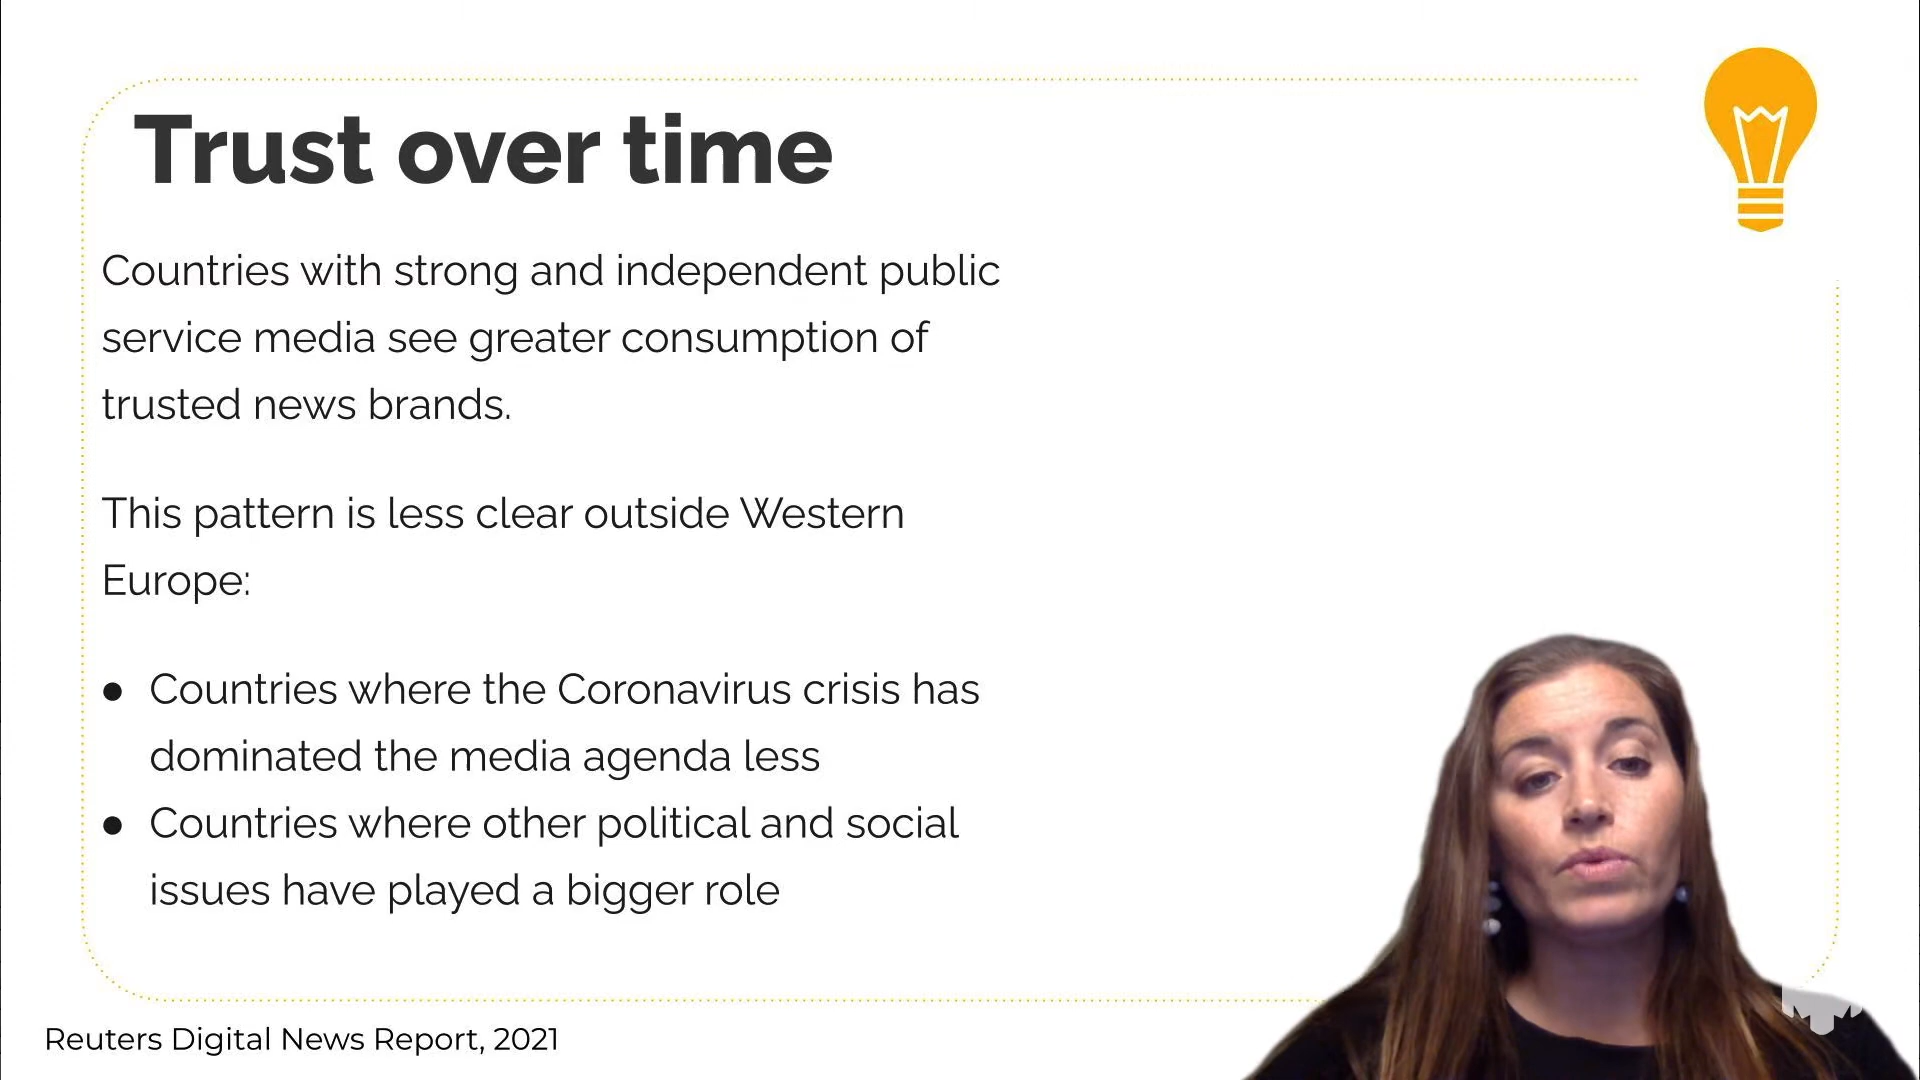 Trust over time
Countries with strong and independent public
service media see greater consumption of
trusted news brands.
This pattern is less clear outside Western
Europe:
● Countries where the Coronavirus crisis has
dominated the media agenda less
● Countries where other political and social
issues have played a bigger role
Reuters Digital News Report, 2021